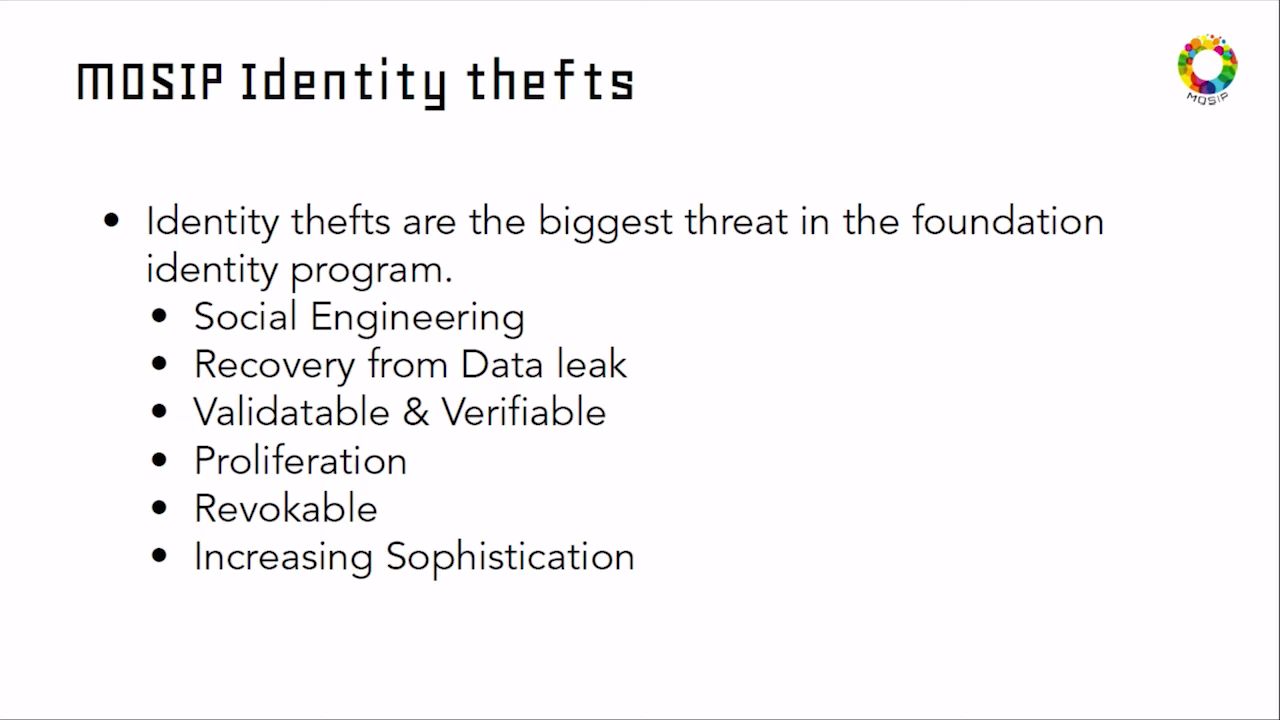 MOSIP Identity thefts
MOSIP
• Identity thefts are the biggest threat in the foundation
identity program.
• Social Engineering
• Recovery from Data leak
• Validatable & Verifiable
• Proliferation
• Revokable
• Increasing Sophistication